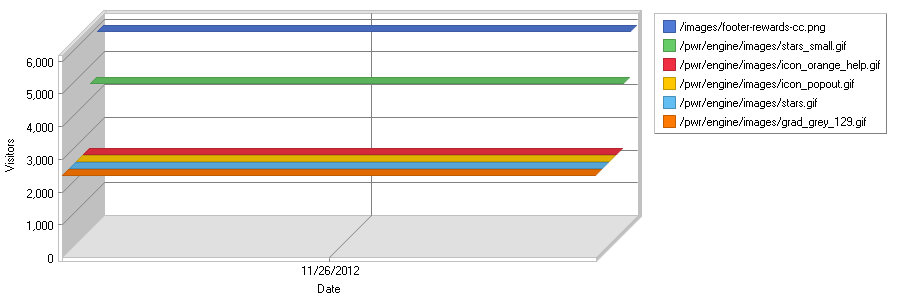 6,000
5,000
4,000
3,000
2,000
1,000
0
Visitors
11/26/2012
Date
/images/footer-rewards-cc.png
/pwr/engine/images/stars_small.gif
/pwr/engine/images/icon_orange_help.gif
/pwr/engine/images/icon_popout.gif
/pwr/engine/images/stars.gif
/pwr/engine/images/grad_grey_129.gif